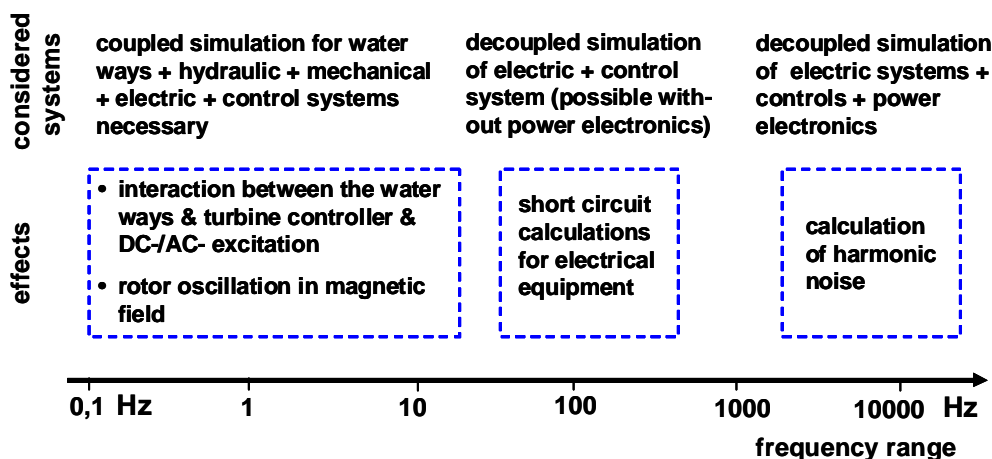 considered
systems
coupled simulation for water
ways + hydraulic + mechanical
+ electric + control systems
necessary
decoupled simulation
of electric + control
system (possible with-
out power electronics)
decoupled simulation
of electric systems +
controls + power
electronics
effects
• interaction between the water
ways & turbine controller &
DC-/AC- excitation
• rotor oscillation in magnetic
field
short circuit
calculations
for electrical
equipment
calculation
of harmonic
noise
0,1 Hz 1 10 100 1000 10000 Hz
frequency range